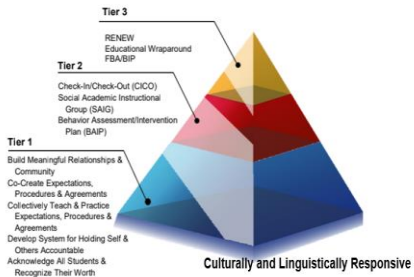 Tier 3
RENEW
Educational Wraparound
FBA/BIP
Tier 2
Check-In/Check-Out (CICO)
Social Academic Instructional
Group (SAIG)
Behavior Assessment/Intervention
Plan (BAIP)
Tier 1
Build Meaningful Relationships &
Community
Co-Create Expectations,
Procedures & Agreements
Collectively Teach & Practice
Expectations, Procedures &
Agreements
Develop System for Holding Self &
Others Accountable
Acknowledge All Students &
Recognize Their Worth
Culturally and Linguistically Responsive